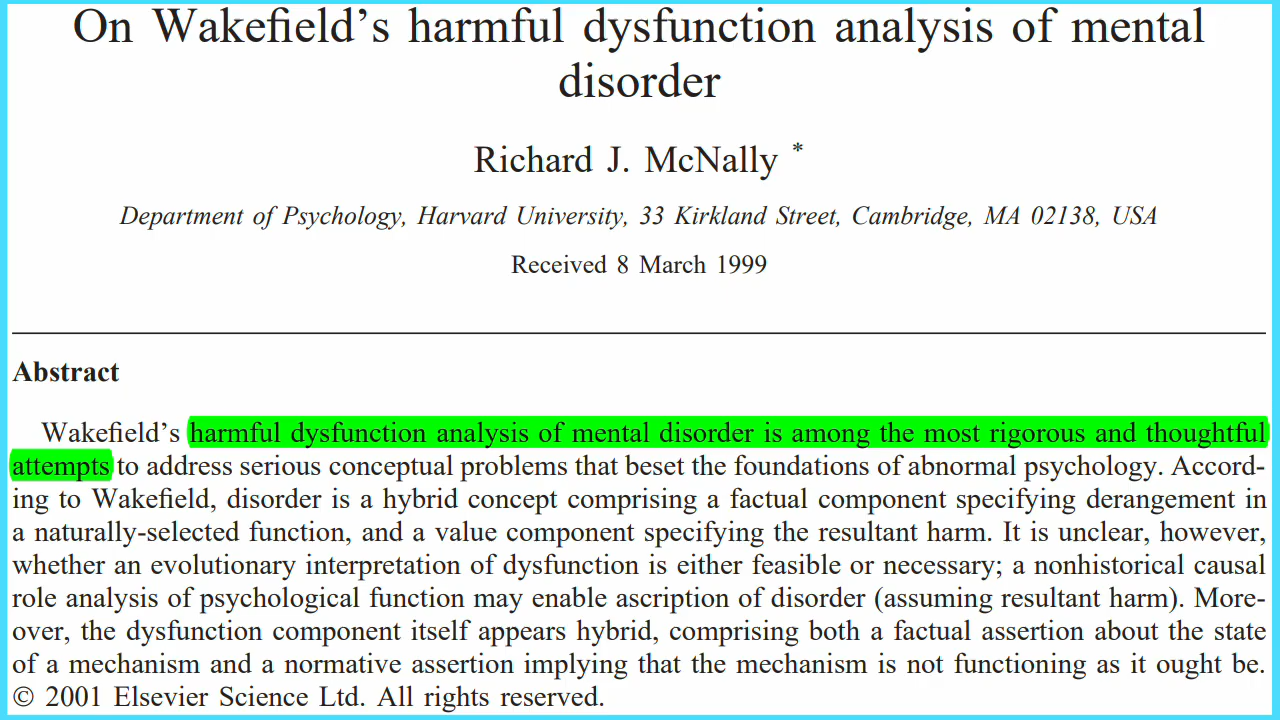 On Wakefield's harmful dysfunction analysis of mental
disorder
Richard J. McNally *
Department of Psychology, Harvard University, 33 Kirkland Street, Cambridge, MA 02138, USA
Received 8 March 1999
Abstract
Wakefield's harmful dysfunction analysis of mental disorder is among the most rigorous and thoughtful
attempts to address serious conceptual problems that beset the foundations of abnormal psychology. Accord-
ing to Wakefield, disorder is a hybrid concept comprising a factual component specifying derangement in
a naturally-selected function, and a value component specifying the resultant harm. It is unclear, however,
whether an evolutionary interpretation of dysfunction is either feasible or necessary; a nonhistorical causal
role analysis of psychological function may enable ascription of disorder (assuming resultant harm). More-
over, the dysfunction component itself appears hybrid, comprising both a factual assertion about the state
of a mechanism and a normative assertion implying that the mechanism is not functioning as it ought be.
© 2001 Elsevier Science Ltd. All rights reserved.